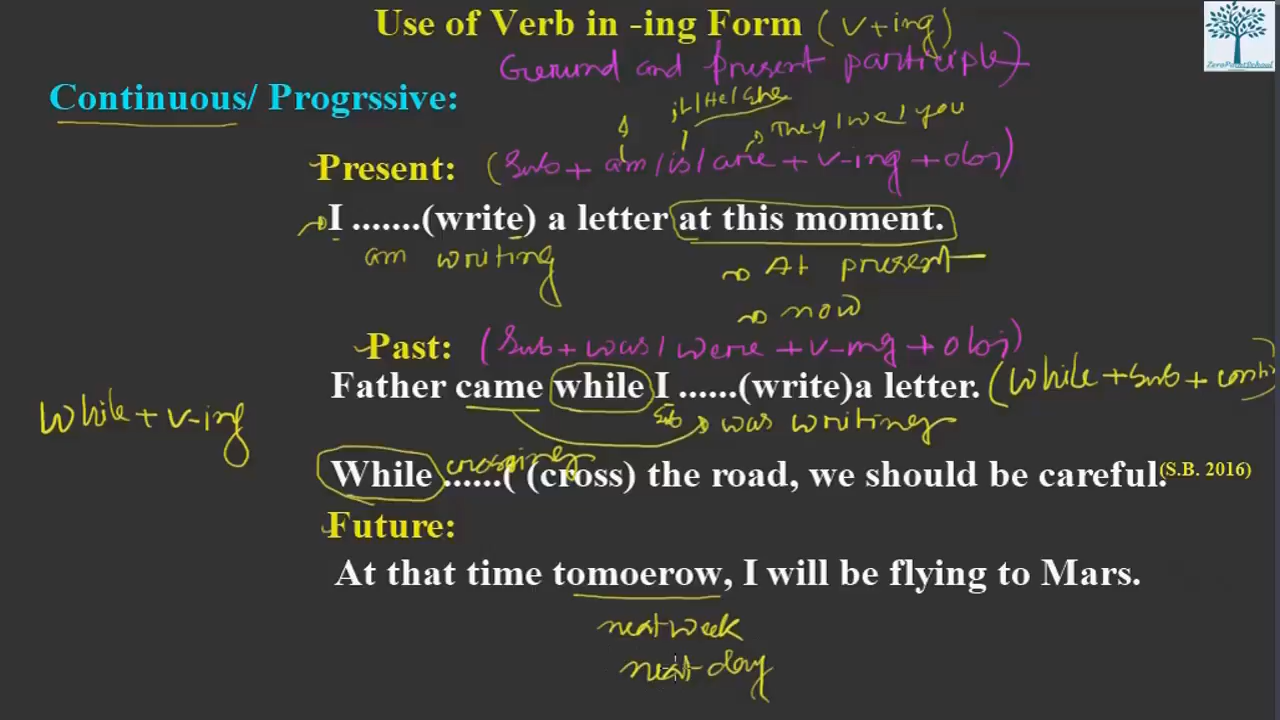 Use of Verb in -ing Form (v+ing)
ZeroPointSchool
Gerund and present participle)
Continuous/ Progrssive:
it/He/She
They/we/you
Present: (Sub + am/is/are + v-ing + obj)
I .......(write) a letter at this moment.
am writing
At present
now
Past: (Sub + was/were + v-ing + obj)
Father came while I ......(write)a letter. (While + sub + conti
While + v-ing
sub was writing
crossing
While ......( (cross) the road, we should be careful.(S.B. 2016)
Future:
At that time tomoerow, I will be flying to Mars.
next week
next day